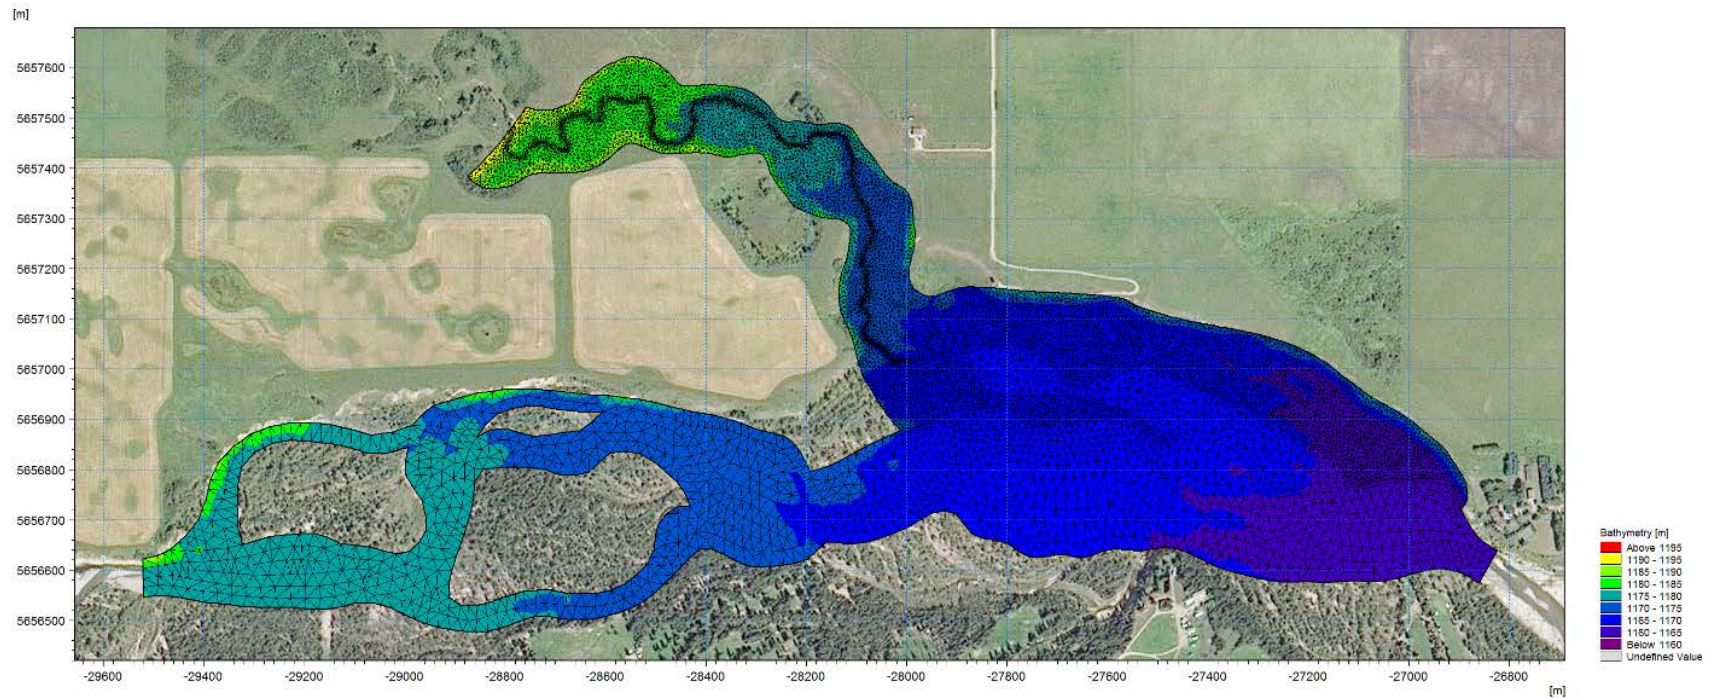 [m]
5657600
5657500
5657400
5657300
5657200
5657100
5657000
5656900
5656800
5656700
5656600
5656500
-29600 -29400 -29200 -29000 -28800 -28600 -28400 -28200 -28000 -27800 -27600 -27400 -27200 -27000 -26800
[m]
Bathymetry [m]
Above 1195
1190 - 1195
1185 - 1190
1180 - 1185
1175 - 1180
1170 - 1175
1165 - 1170
1160 - 1165
Below 1160
Undefined Value